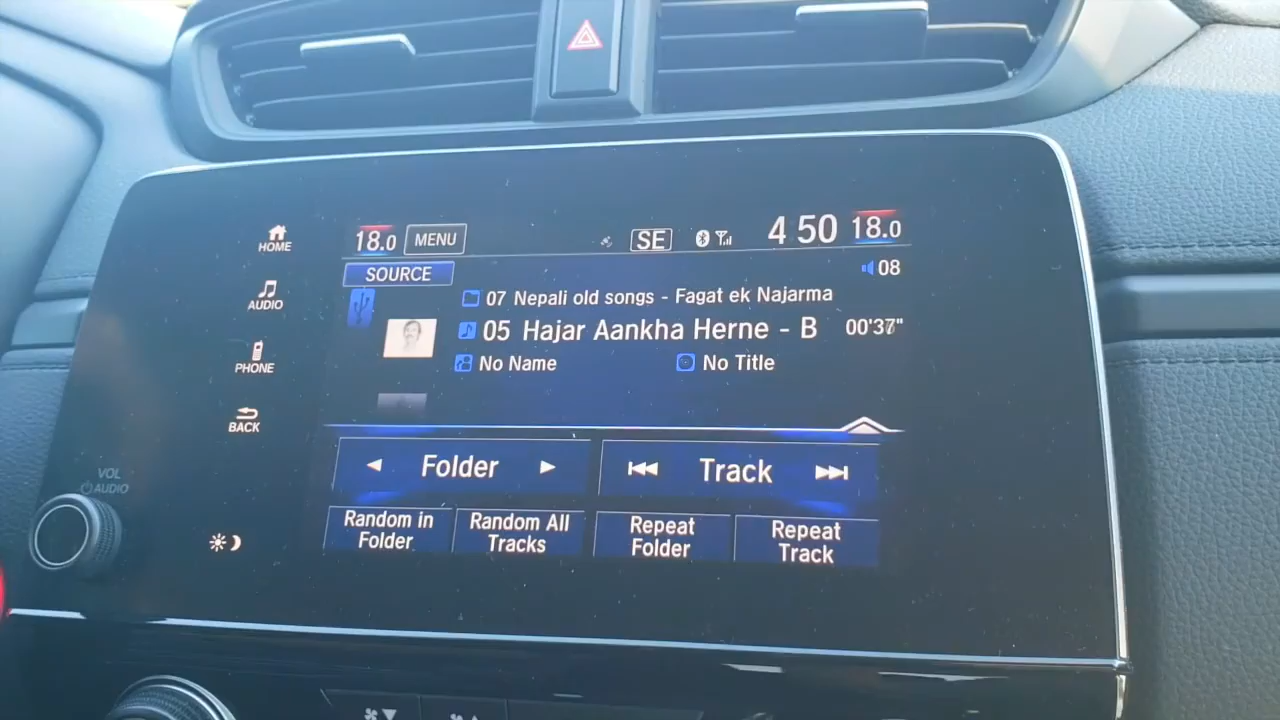 HOME
AUDIO
PHONE
BACK
VOL
AUDIO
18.0 MENU SE 4 50 18.0
SOURCE 08
07 Nepali old songs - Fagat ek Najarma
05 Hajar Aankha Herne - B 00'37"
No Name No Title
Folder Track
Random in Folder
Random All Tracks
Repeat Folder
Repeat Track